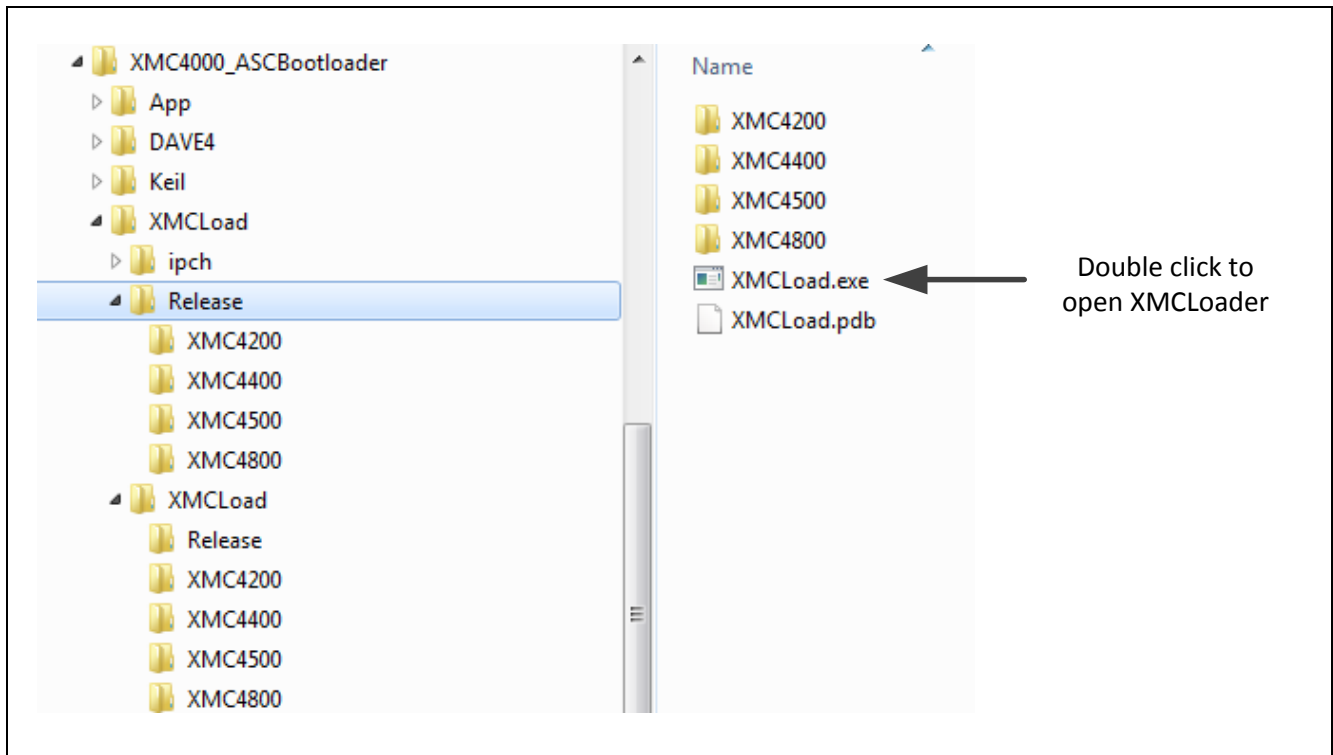 XMC4000_ASCBootloader
App
DAVE4
Keil
XMCLoad
ipch
Release
XMC4200
XMC4400
XMC4500
XMC4800
XMCLoad
Release
XMC4200
XMC4400
XMC4500
XMC4800
Name
XMC4200
XMC4400
XMC4500
XMC4800
XMCLoad.exe
XMCLoad.pdb
Double click to
open XMCLoader